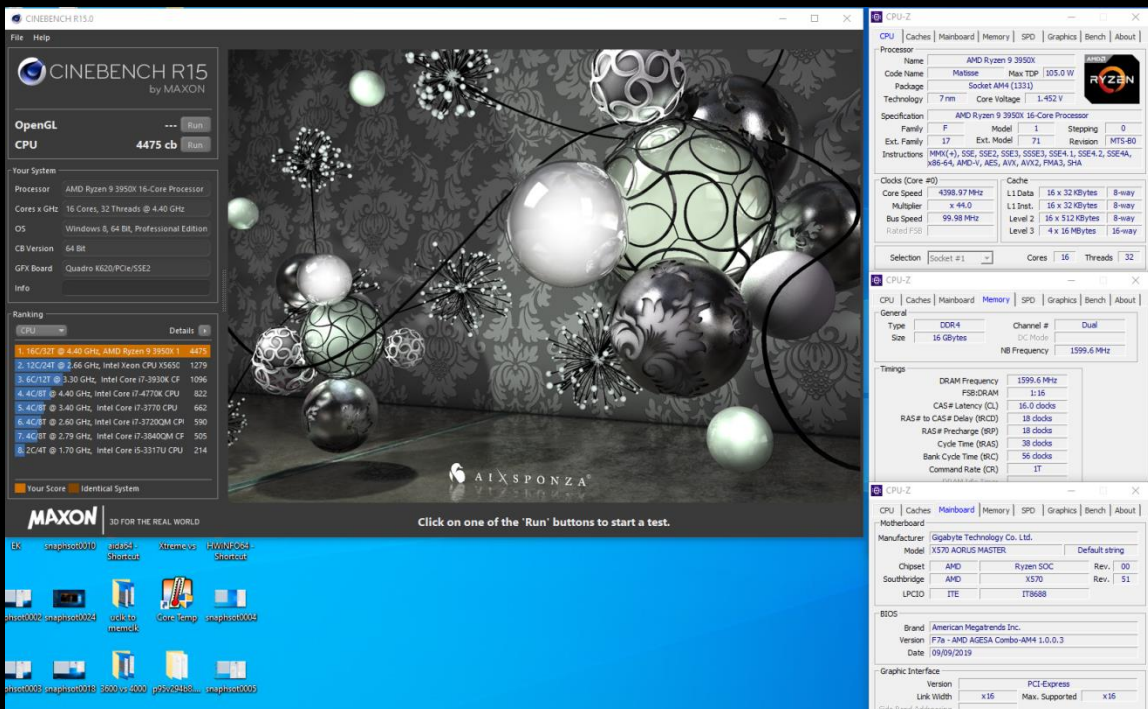 CINEBENCH R15.0
File Help
CINEBENCH R15
by MAXON
OpenGL --- Run
CPU 4475 cb Run
Your System
Processor AMD Ryzen 9 3950X 16-Core Processor
Cores x GHz 16 Cores, 32 Threads @ 4.40 GHz
OS Windows 8, 64 Bit, Professional Edition
CB Version 64 Bit
GFX Board Quadro K620/PCIe/SSE2
Info
Ranking
CPU Details
1. 16C/32T @ 4.40 GHz, AMD Ryzen 9 3950X 1 4475
2. 12C/24T @ 2.66 GHz, Intel Xeon CPU X565C 1279
3. 6C/12T @ 3.30 GHz, Intel Core i7-3930K CF 1096
4. 4C/8T @ 4.40 GHz, Intel Core i7-4770K CPU 822
5. 4C/8T @ 3.40 GHz, Intel Core i7-3770 CPU 662
6. 4C/8T @ 2.60 GHz, Intel Core i7-3720QM CPI 590
7. 4C/8T @ 2.79 GHz, Intel Core i7-3840QM CF 505
8. 2C/4T @ 1.70 GHz, Intel Core i5-3317U CPU 214
Your Score Identical System
MAXON 3D FOR THE REAL WORLD
AIXSPONZA
Click on one of the 'Run' buttons to start a test.
EK snaphsot0010 aida64 - Shortcut Xtreme.vs HWiNFO64 - Shortcut
phsot0002 snaphsot0024 uclk to memclk Core Temp snaphsot0004
phsot0003 snaphsot0018 3600 vs 4000 p95v294b8.... snaphsot0005
CPU-Z
CPU Caches Mainboard Memory SPD Graphics Bench About
Processor
Name AMD Ryzen 9 3950X
AMD RYZEN
Code Name Matisse Max TDP 105.0 W
Package Socket AM4 (1331)
Technology 7 nm Core Voltage 1.452 V
Specification AMD Ryzen 9 3950X 16-Core Processor
Family F Model 1 Stepping 0
Ext. Family 17 Ext. Model 71 Revision MTS-B0
Instructions MMX(+), SSE, SSE2, SSE3, SSSE3, SSE4.1, SSE4.2, SSE4A,
x86-64, AMD-V, AES, AVX, AVX2, FMA3, SHA
Clocks (Core #0) Cache
Core Speed 4398.97 MHz L1 Data 16 x 32 KBytes 8-way
Multiplier x 44.0 L1 Inst. 16 x 32 KBytes 8-way
Bus Speed 99.98 MHz Level 2 16 x 512 KBytes 8-way
Rated FSB Level 3 4 x 16 MBytes 16-way
Selection Socket #1 Cores 16 Threads 32
CPU-Z
CPU Caches Mainboard Memory SPD Graphics Bench About
General
Type DDR4 Channel # Dual
Size 16 GBytes DC Mode
NB Frequency 1599.6 MHz
Timings
DRAM Frequency 1599.6 MHz
FSB:DRAM 1:16
CAS# Latency (CL) 16.0 clocks
RAS# to CAS# Delay (tRCD) 18 clocks
RAS# Precharge (tRP) 18 clocks
Cycle Time (tRAS) 38 clocks
Bank Cycle Time (tRC) 56 clocks
Command Rate (CR) 1T
CPU-Z
CPU Caches Mainboard Memory SPD Graphics Bench About
Motherboard
Manufacturer Gigabyte Technology Co. Ltd.
Model X570 AORUS MASTER Default string
Chipset AMD Ryzen SOC Rev. 00
Southbridge AMD X570 Rev. 51
LPCIO ITE IT8688
BIOS
Brand American Megatrends Inc.
Version F7a - AMD AGESA Combo-AM4 1.0.0.3
Date 09/09/2019
Graphic Interface
Version PCI-Express
Link Width x16 Max. Supported x16